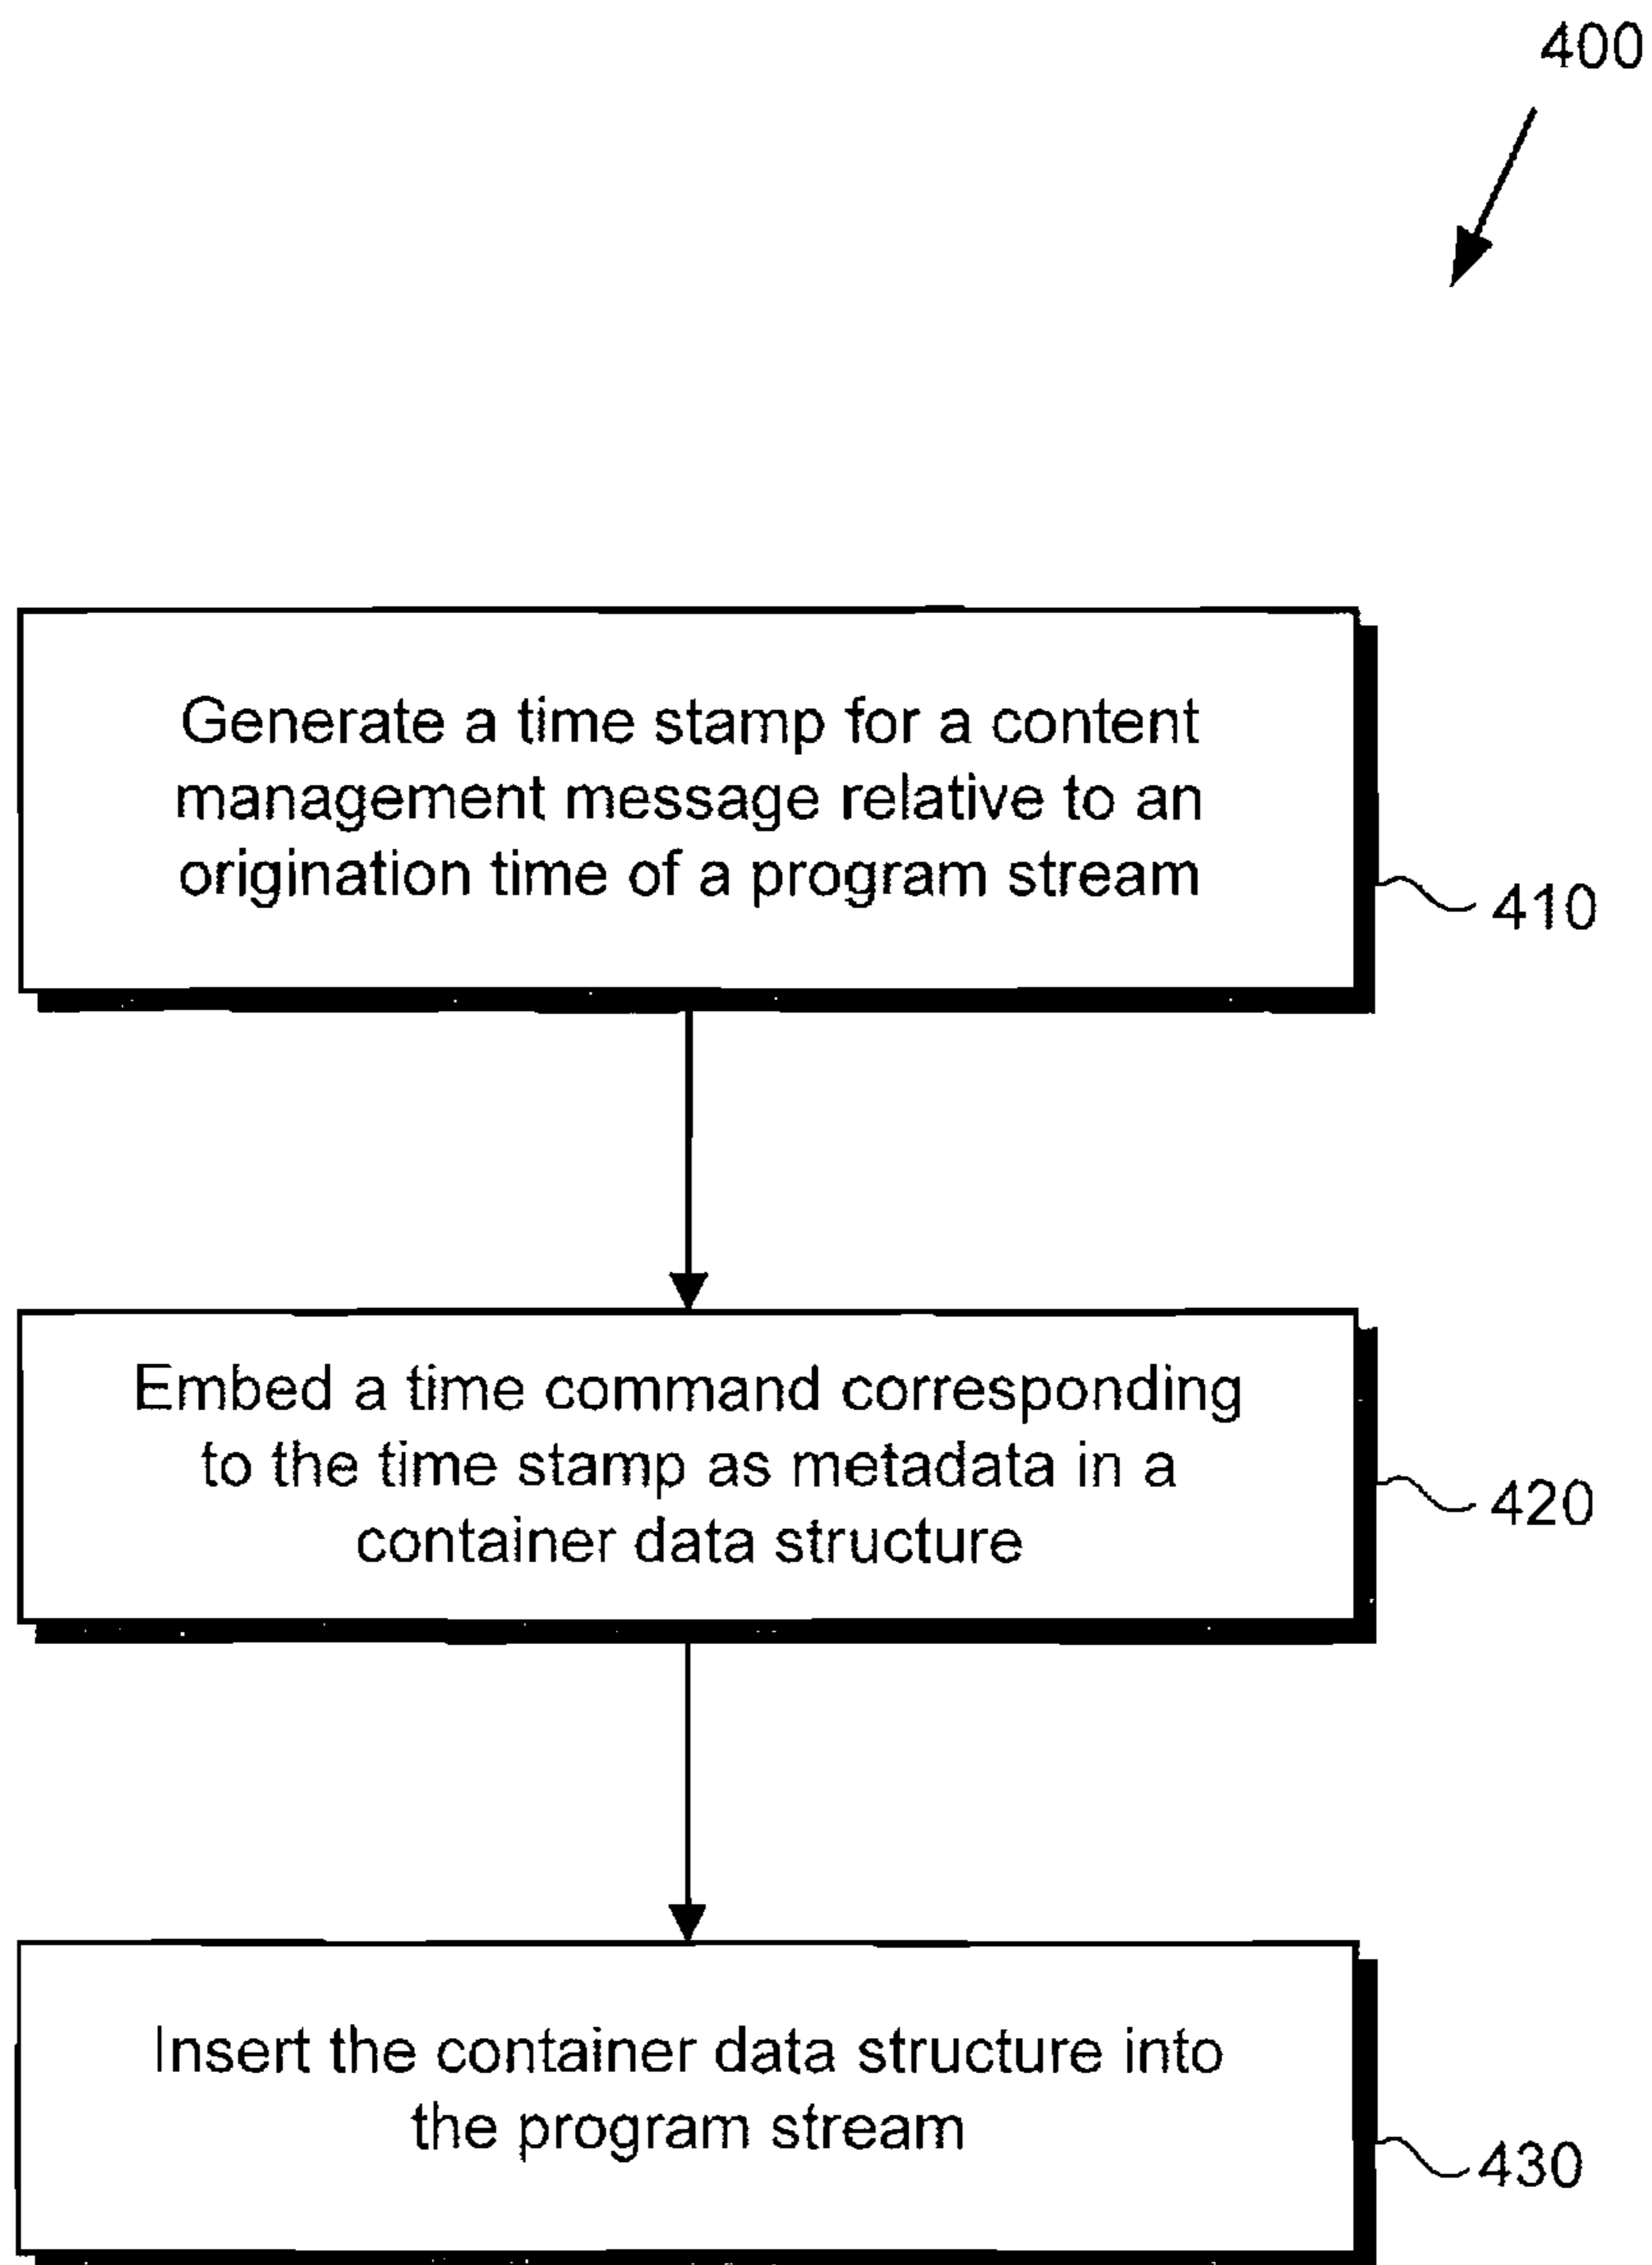 400
Generate a time stamp for a content
management message relative to an
origination time of a program stream
410
Embed a time command corresponding
to the time stamp as metadata in a
container data structure
420
Insert the container data structure into
the program stream
430